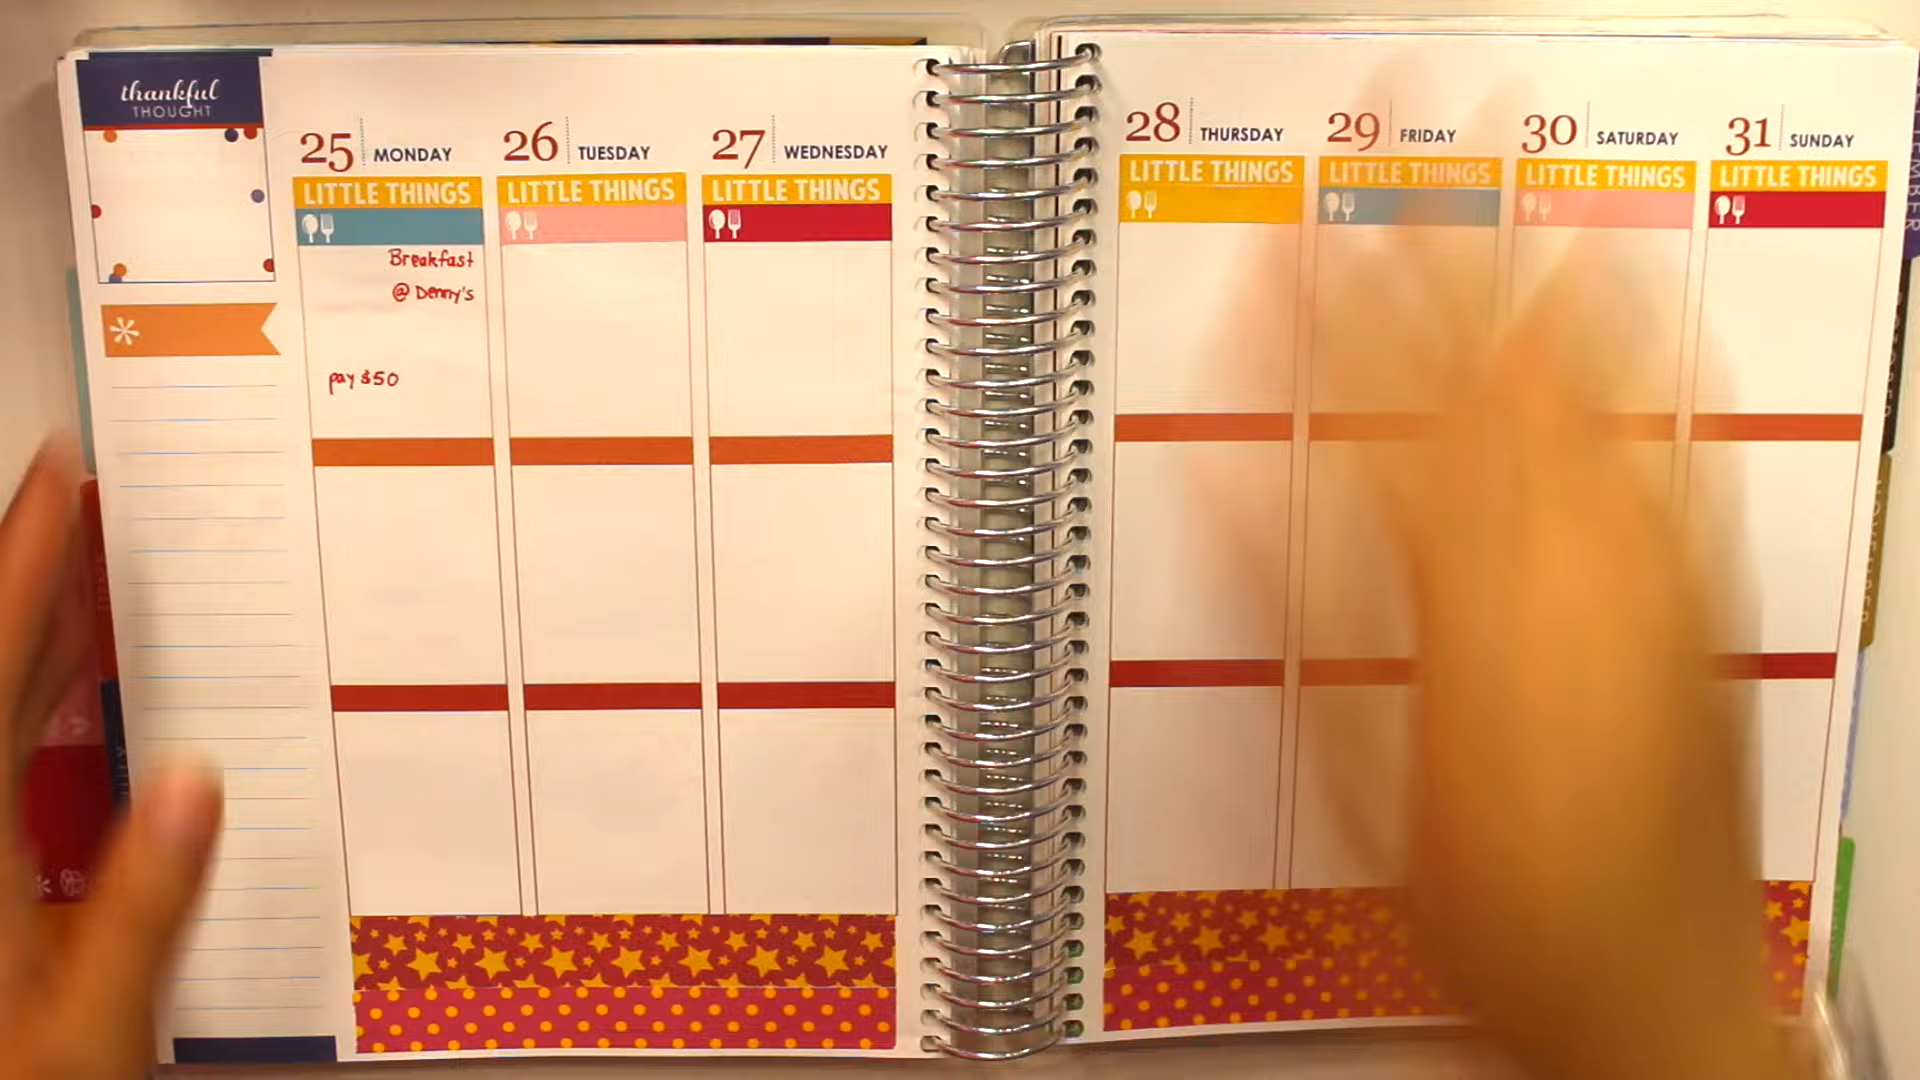 thankful
THOUGHT
25 MONDAY
26 TUESDAY
27 WEDNESDAY
28 THURSDAY
29 FRIDAY
30 SATURDAY
31 SUNDAY
LITTLE THINGS
LITTLE THINGS
LITTLE THINGS
LITTLE THINGS
LITTLE THINGS
LITTLE THINGS
LITTLE THINGS
Breakfast
@ Denny's
pay $50